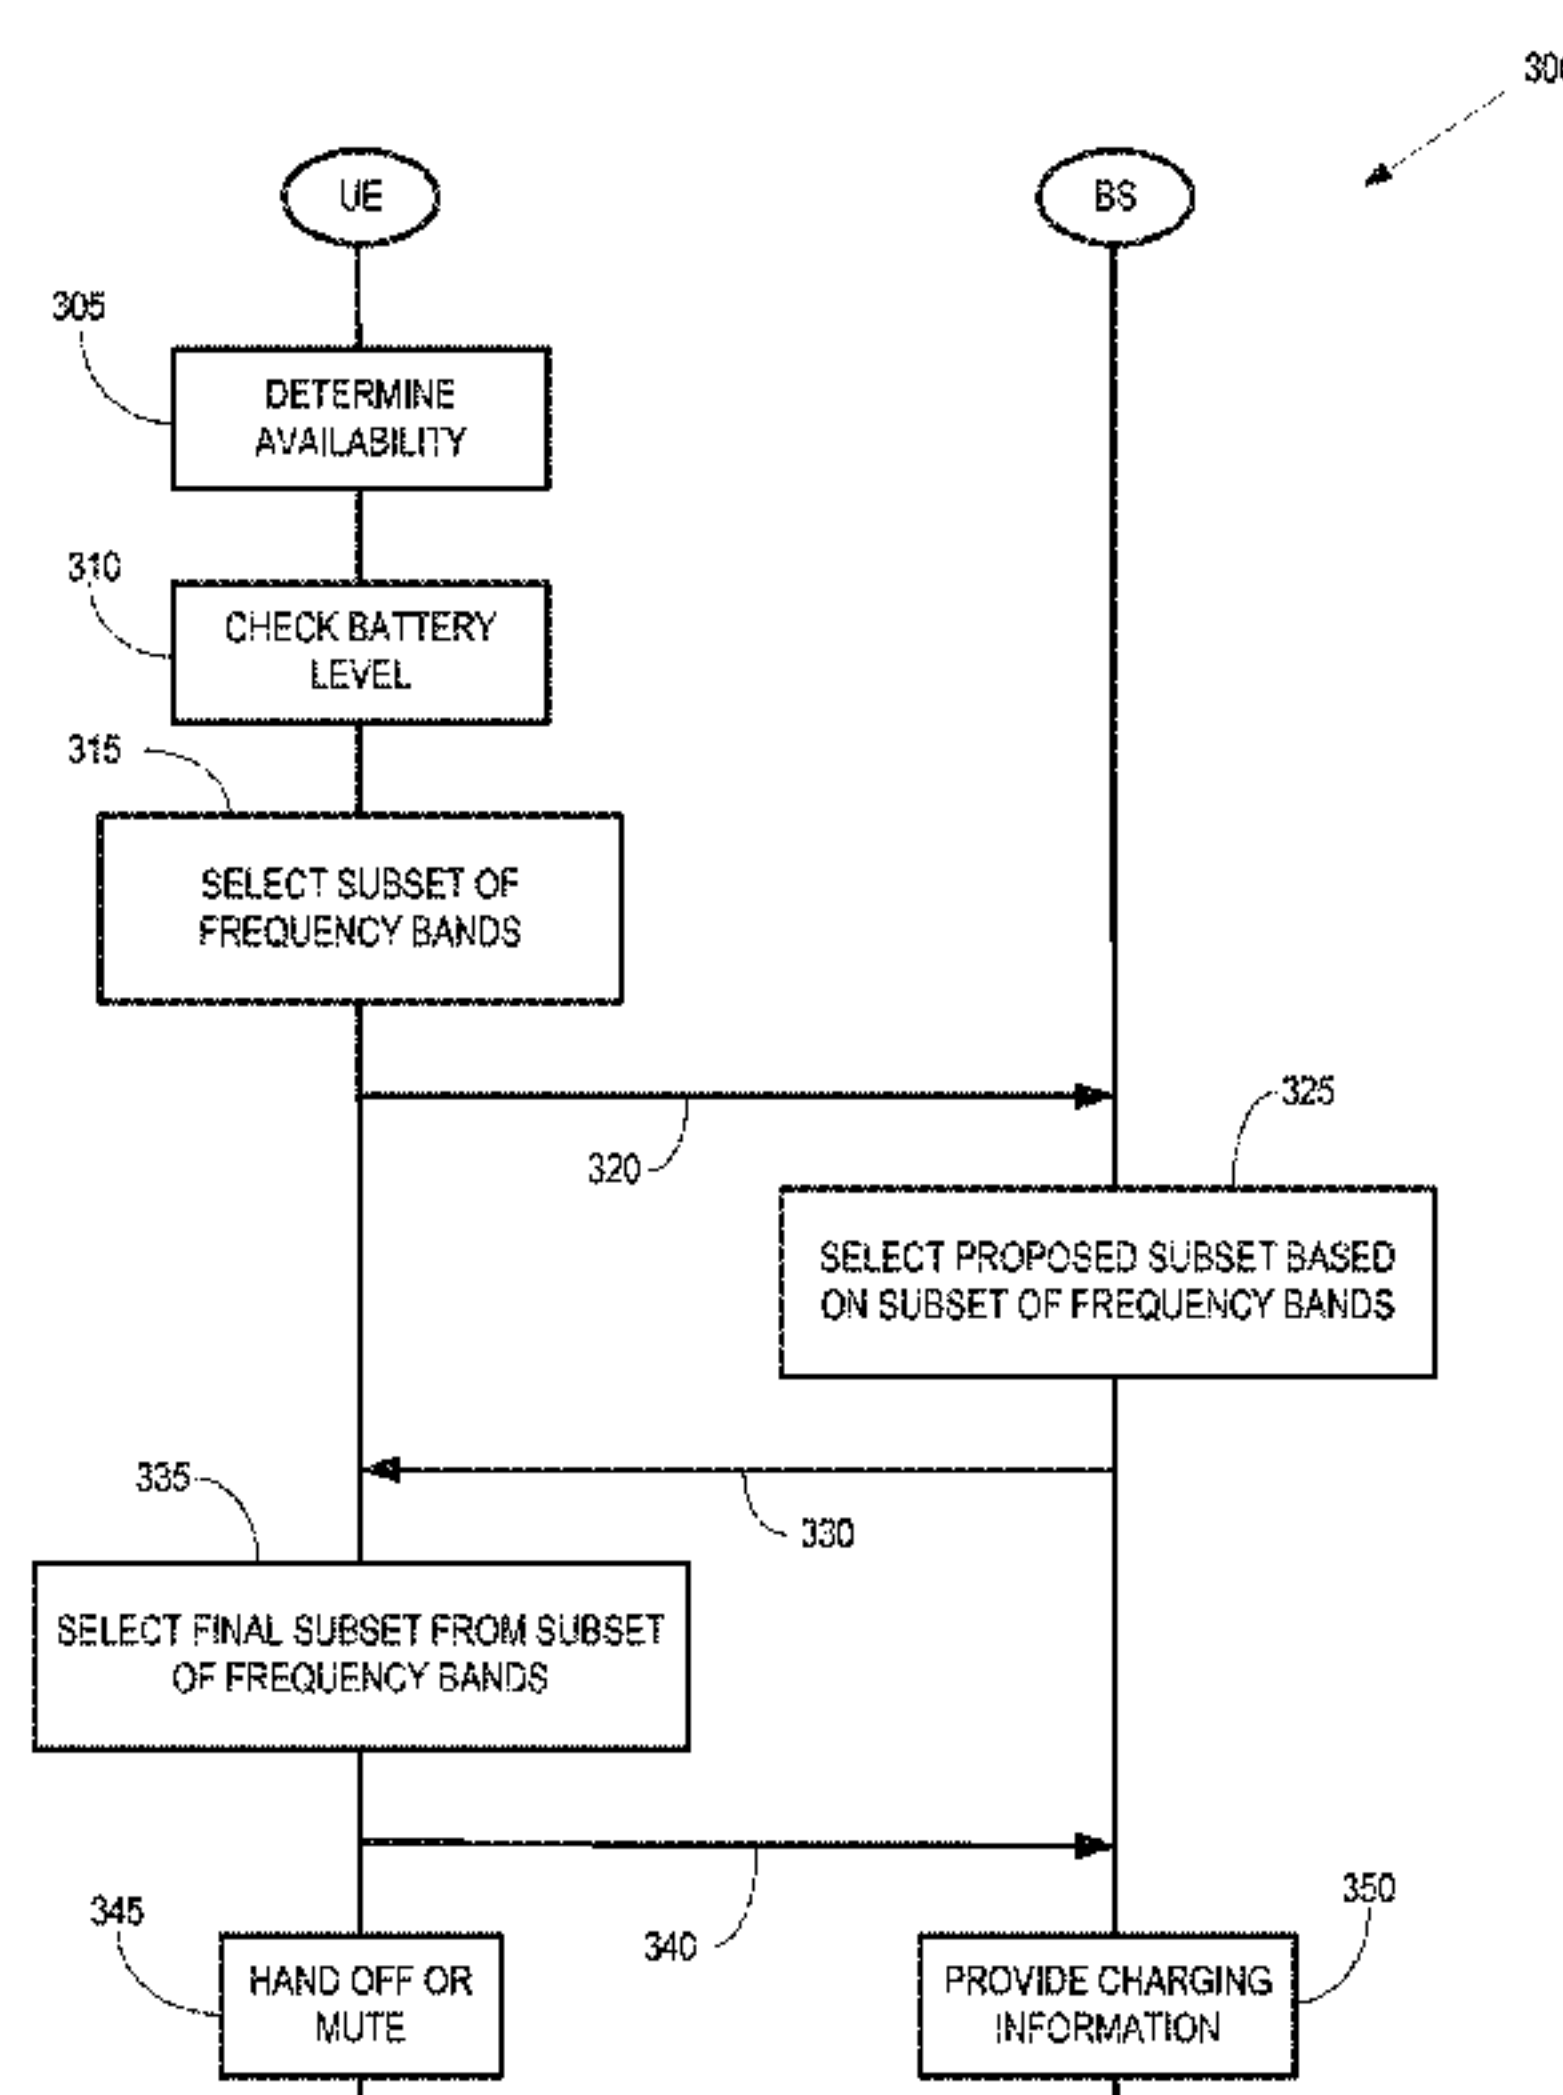 300
UE
BS
305
DETERMINE
AVAILABILITY
310
CHECK BATTERY
LEVEL
315
SELECT SUBSET OF
FREQUENCY BANDS
320
325
SELECT PROPOSED SUBSET BASED
ON SUBSET OF FREQUENCY BANDS
335
330
SELECT FINAL SUBSET FROM SUBSET
OF FREQUENCY BANDS
340
345
350
HAND OFF OR
MUTE
PROVIDE CHARGING
INFORMATION